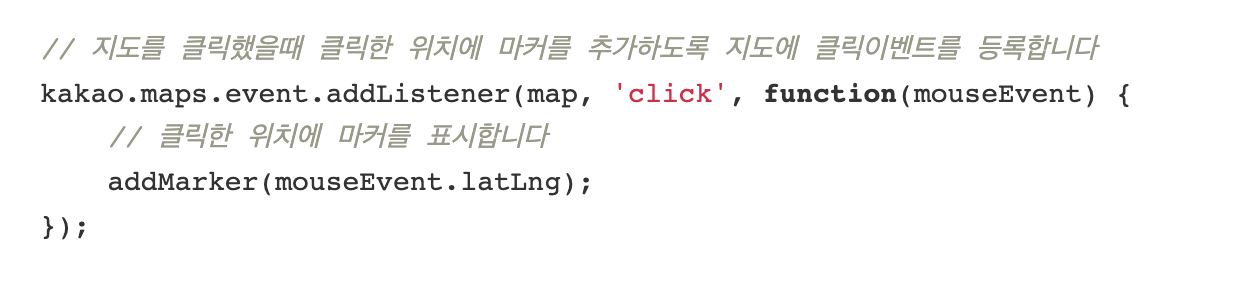 // 지도를 클릭했을때 클릭한 위치에 마커를 추가하도록 지도에 클릭이벤트를 등록합니다
kakao.maps.event.addListener(map, 'click', function(mouseEvent) {
    // 클릭한 위치에 마커를 표시합니다
    addMarker(mouseEvent.latLng);
});